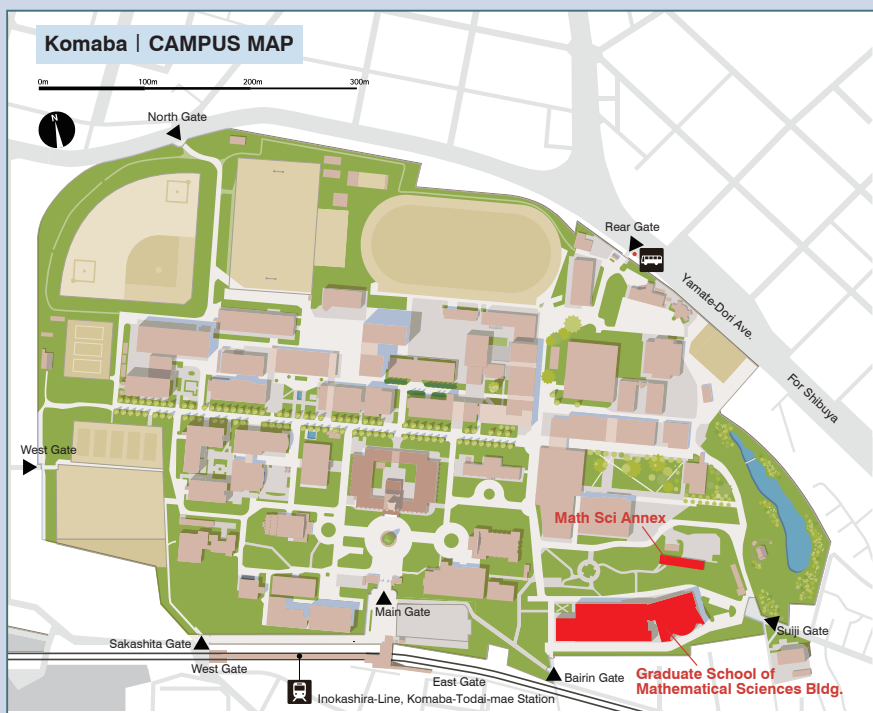 Komaba | CAMPUS MAP
0m 100m 200m 300m
N
North Gate
Rear Gate
Yamate-Dori Ave.
For Shibuya
West Gate
Math Sci Annex
Main Gate
Suiji Gate
Sakashita Gate
West Gate
East Gate
Bairin Gate
Graduate School of
Mathematical Sciences Bldg.
Inokashira-Line, Komaba-Todai-mae Station